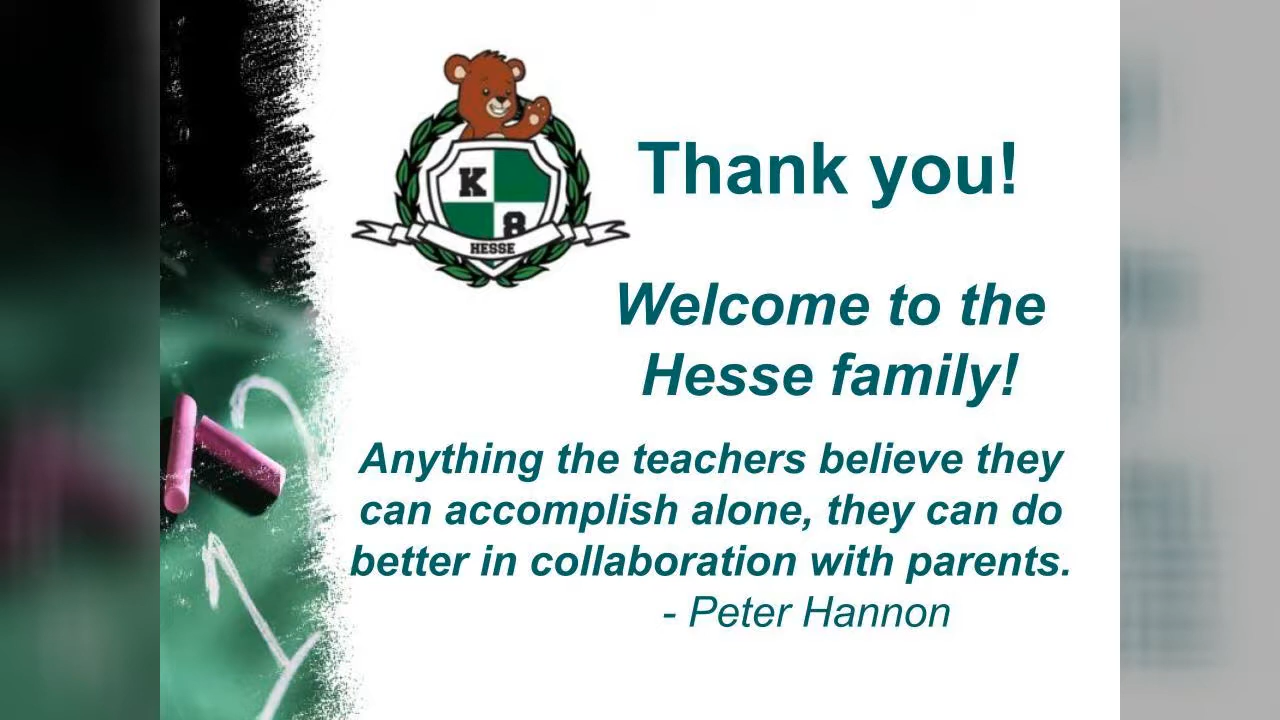 K
8
HESSE
Thank you!
Welcome to the
Hesse family!
Anything the teachers believe they
can accomplish alone, they can do
better in collaboration with parents.
- Peter Hannon